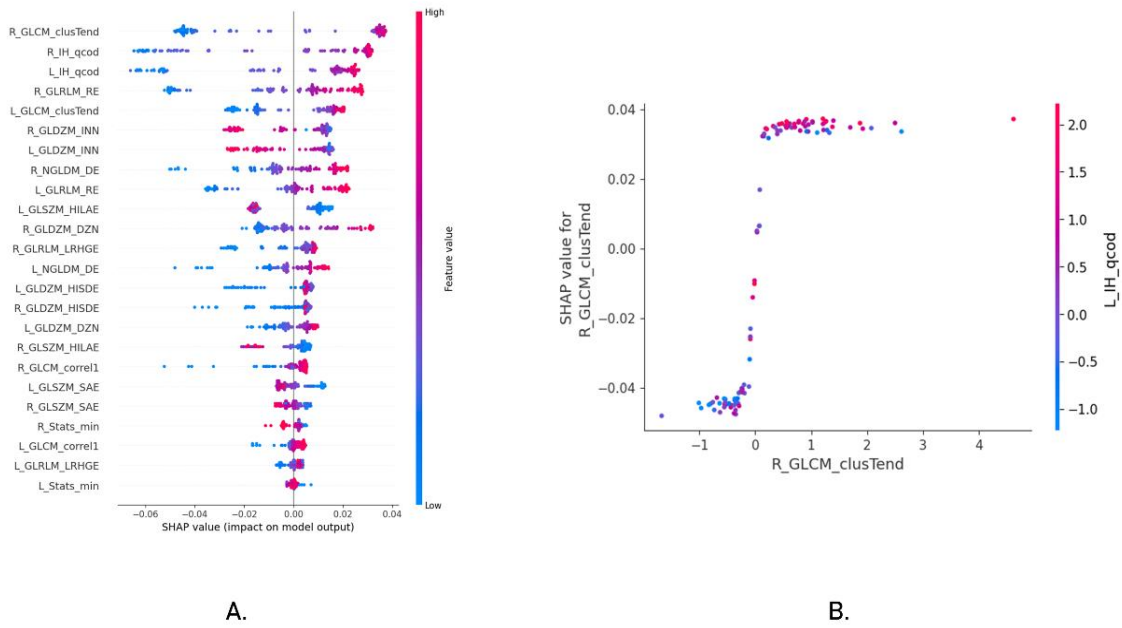 High
R_GLCM_clusTend
R_IH_qcod
L_IH_qcod
R_GLRLM_RE
L_GLCM_clusTend
R_GLDZM_INN
L_GLDZM_INN
R_NGLDM_DE
L_GLRLM_RE
L_GLSZM_HILAE
R_GLDZM_DZN
R_GLRLM_LRHGE
L_NGLDM_DE
L_GLDZM_HISDE
R_GLDZM_HISDE
L_GLDZM_DZN
R_GLSZM_HILAE
R_GLCM_correl1
L_GLSZM_SAE
R_GLSZM_SAE
R_Stats_min
L_GLCM_correl1
L_GLRLM_LRHGE
L_Stats_min
Feature value
Low
−0.06 −0.04 −0.02 0.00 0.02 0.04
SHAP value (impact on model output)
A.
SHAP value for
R_GLCM_clusTend
0.04
0.02
0.00
−0.02
−0.04
−1 0 1 2 3 4
R_GLCM_clusTend
2.0
1.5
1.0
0.5
0.0
−0.5
−1.0
L_IH_qcod
B.